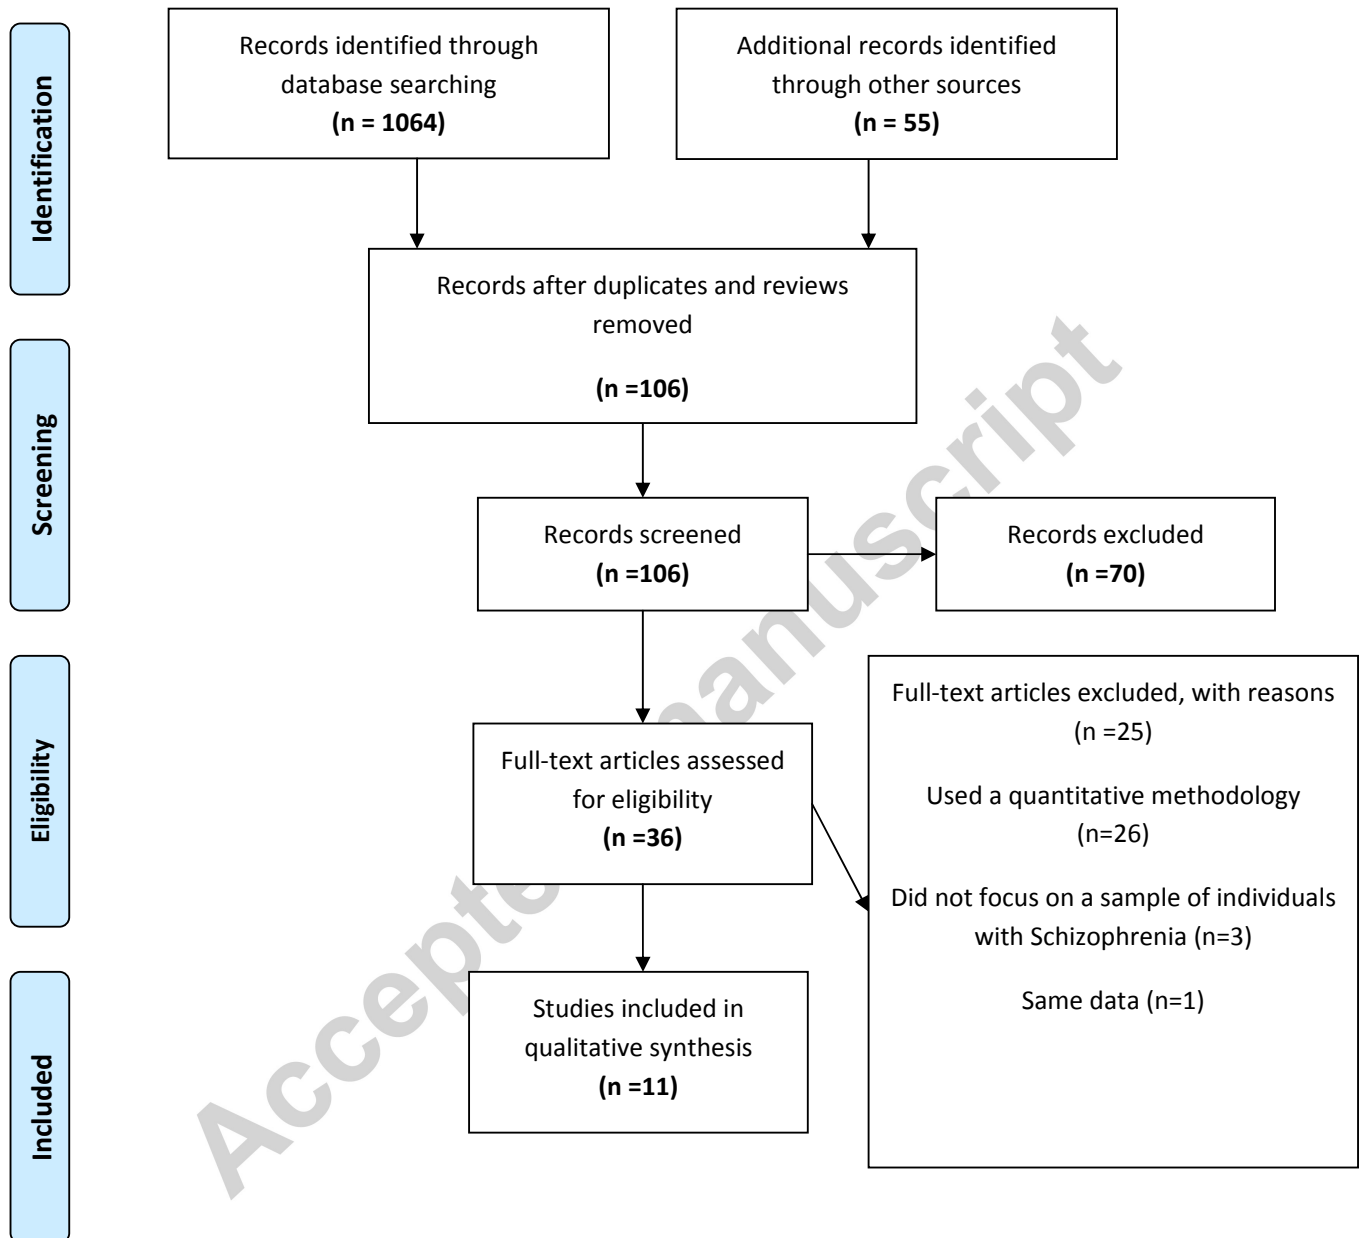 Identification
Records identified through
database searching
(n = 1064)
Additional records identified
through other sources
(n = 55)
Records after duplicates and reviews
removed
(n =106)
Screening
Records screened
(n =106)
Records excluded
(n =70)
Eligibility
Full-text articles assessed
for eligibility
(n =36)
Full-text articles excluded, with reasons
(n =25)
Used a quantitative methodology
(n=26)
Did not focus on a sample of individuals
with Schizophrenia (n=3)
Same data (n=1)
Included
Studies included in
qualitative synthesis
(n =11)
Accepte manuscript